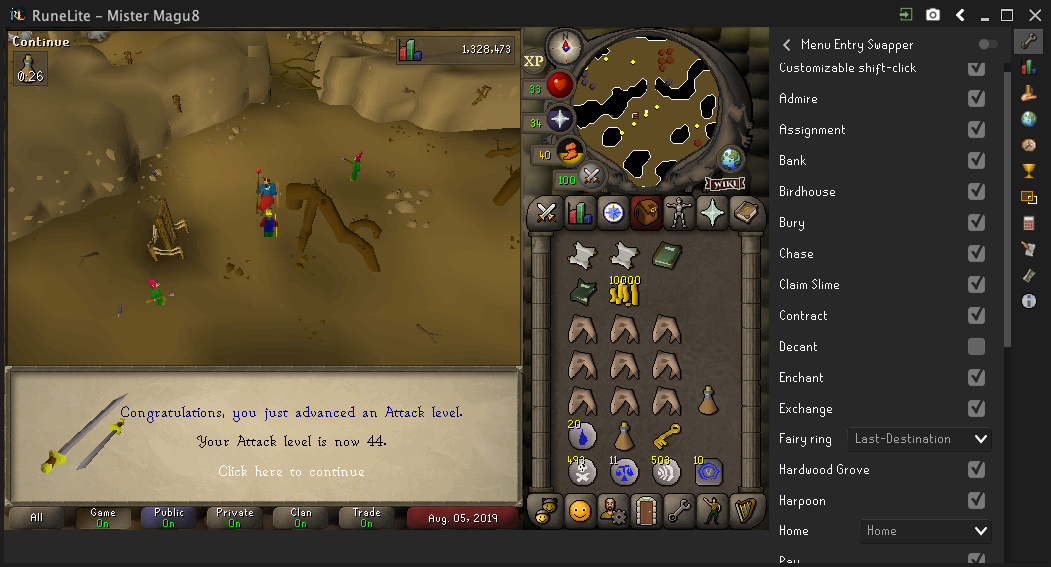 RuneLite - Mister Magu8
Continue
0.26
1,328,473
XP
33
34
40
100
WIKI
10000
20
493
11
503
10
Congratulations, you just advanced an Attack level.
Your Attack level is now 44.
Click here to continue
All
Game
On
Public
On
Private
On
Clan
On
Trade
On
Aug. 05, 2019
Menu Entry Swapper
Customizable shift-click
Admire
Assignment
Bank
Birdhouse
Bury
Chase
Claim Slime
Contract
Decant
Enchant
Exchange
Fairy ring
Last-Destination
Hardwood Grove
Harpoon
Home
Home
Pay